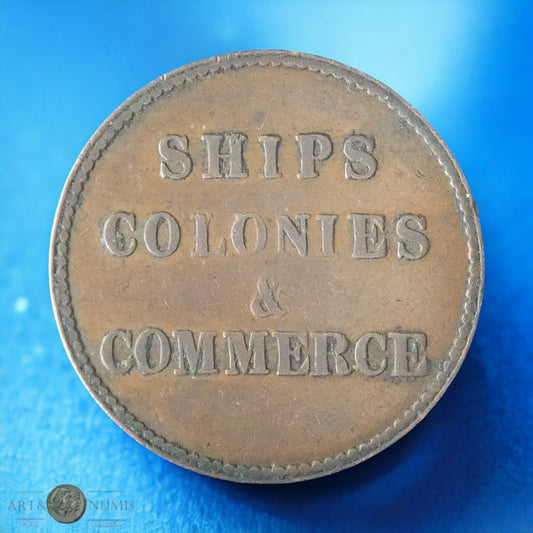 SHIPS
COLONIES
&
COMMERCE
ART & NUMIS